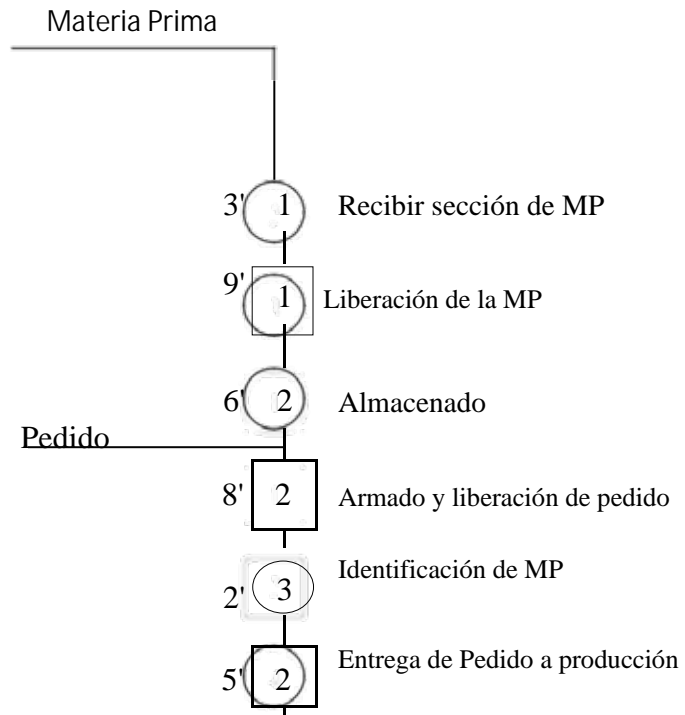 Materia Prima
3' 1 Recibir sección de MP
9' 1 Liberación de la MP
6' 2 Almacenado
Pedido
8' 2 Armado y liberación de pedido
Identificación de MP
2' 3
Entrega de Pedido a producción
5' 2